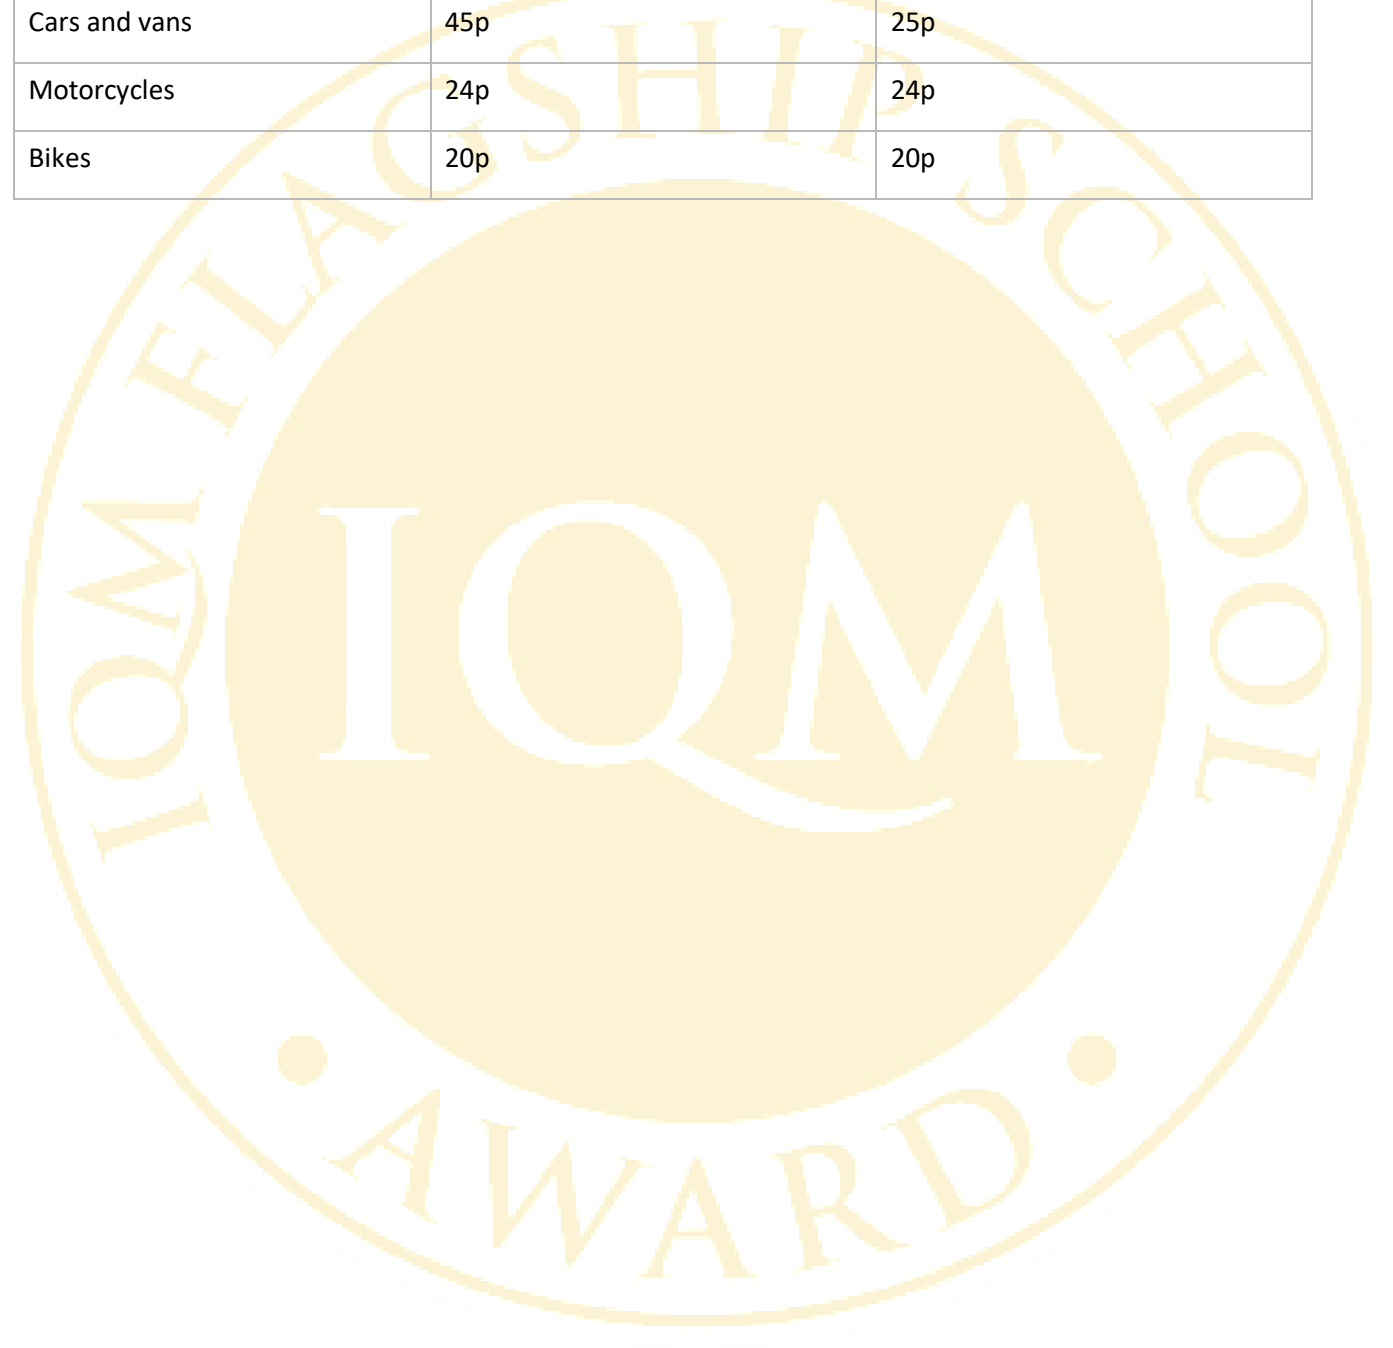 Cars and vans 45p 25p
Motorcycles 24p 24p
Bikes 20p 20p
IQM FLAGSHIP SCHOOL
IQM
• AWARD •